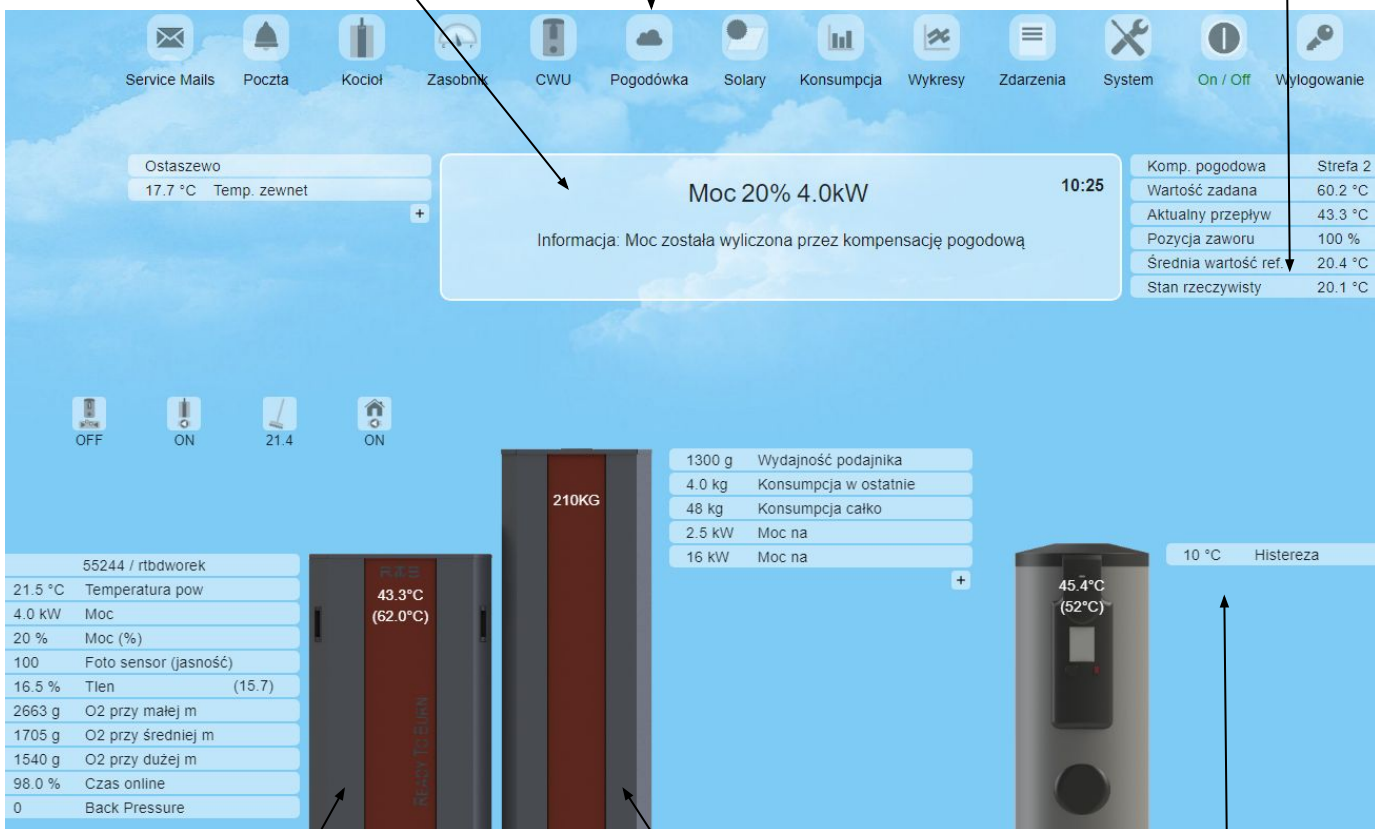 Service Mails Poczta Kocioł Zasobnik CWU Pogodówka Solary Konsumpcja Wykresy Zdarzenia System On / Off Wylogowanie
Ostaszewo
17.7 °C Temp. zewnet
+
Moc 20% 4.0kW
10:25
Informacja: Moc została wyliczona przez kompensację pogodową
Komp. pogodowa Strefa 2
Wartość zadana 60.2 °C
Aktualny przepływ 43.3 °C
Pozycja zaworu 100 %
Średnia wartość ref. 20.4 °C
Stan rzeczywisty 20.1 °C
OFF ON 21.4 ON
1300 g Wydajność podajnika
4.0 kg Konsumpcja w ostatnie
48 kg Konsumpcja całko
2.5 kW Moc na
16 kW Moc na
+
210KG
55244 / rtbdworek
21.5 °C Temperatura pow
4.0 kW Moc
20 % Moc (%)
100 Foto sensor (jasność)
16.5 % Tlen (15.7)
2663 g O2 przy małej m
1705 g O2 przy średniej m
1540 g O2 przy dużej m
98.0 % Czas online
0 Back Pressure
43.3°C
(62.0°C)
READY TO BURN
45.4°C
(52°C)
10 °C Histereza